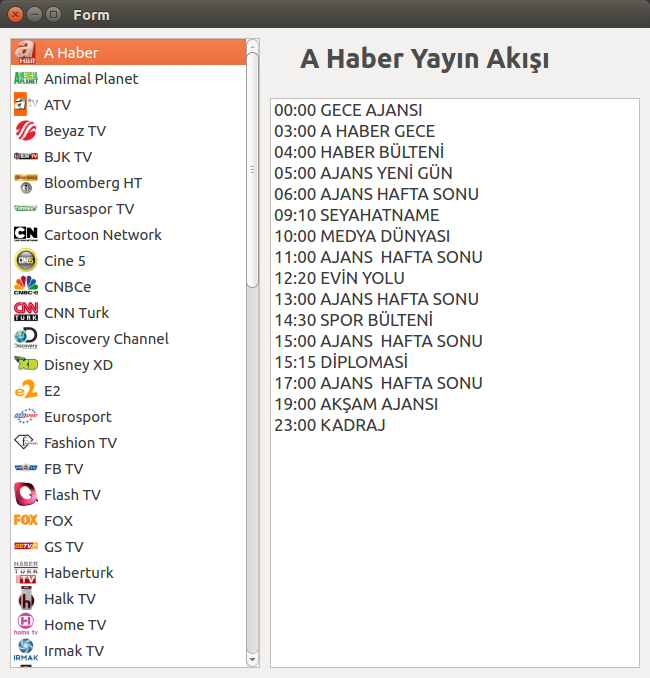 Form
A Haber
Animal Planet
ATV
Beyaz TV
BJK TV
Bloomberg HT
Bursaspor TV
Cartoon Network
Cine 5
CNBCe
CNN Turk
Discovery Channel
Disney XD
E2
Eurosport
Fashion TV
FB TV
Flash TV
FOX
GS TV
Haberturk
Halk TV
Home TV
Irmak TV
A Haber Yayın Akışı
00:00 GECE AJANSI
03:00 A HABER GECE
04:00 HABER BÜLTENİ
05:00 AJANS YENİ GÜN
06:00 AJANS HAFTA SONU
09:10 SEYAHATNAME
10:00 MEDYA DÜNYASI
11:00 AJANS  HAFTA SONU
12:20 EVİN YOLU
13:00 AJANS HAFTA SONU
14:30 SPOR BÜLTENİ
15:00 AJANS  HAFTA SONU
15:15 DİPLOMASİ
17:00 AJANS  HAFTA SONU
19:00 AKŞAM AJANSI
23:00 KADRAJ